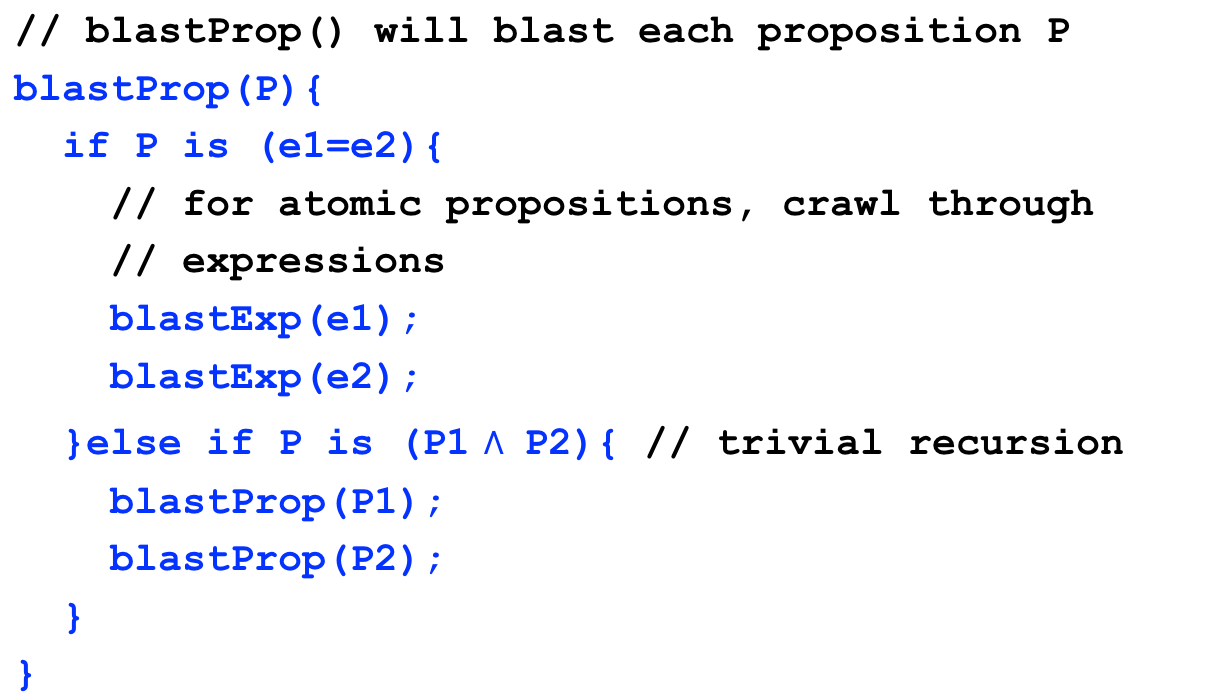 // blastProp() will blast each proposition P
blastProp(P){
if P is (e1=e2){
// for atomic propositions, crawl through
// expressions
blastExp(e1);
blastExp(e2);
}else if P is (P1 ∧ P2){ // trivial recursion
blastProp(P1);
blastProp(P2);
}
}